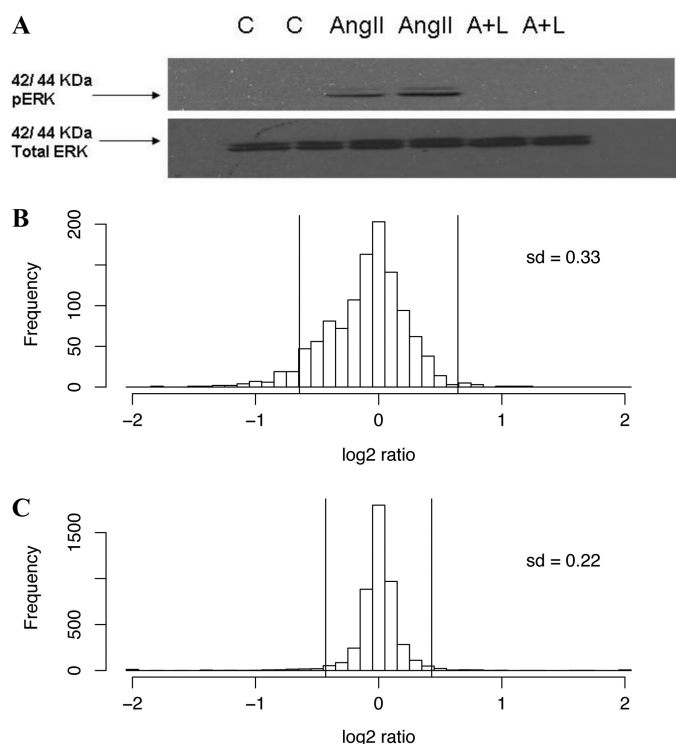 A
C C AngII AngII A+L A+L
42/ 44 KDa
pERK
42/ 44 KDa
Total ERK
B
Frequency
0 50 100 200
sd = 0.33
−2 −1 0 1 2
log2 ratio
C
Frequency
0 500 1500
sd = 0.22
−2 −1 0 1 2
log2 ratio